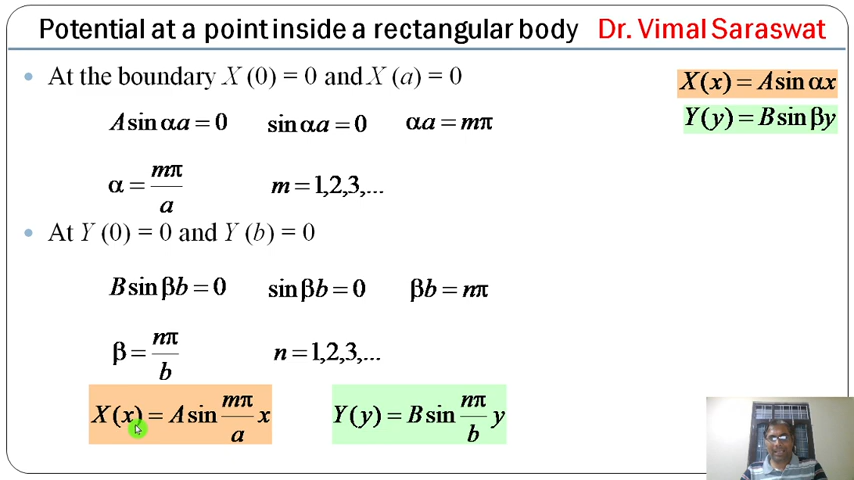 Potential at a point inside a rectangular body Dr. Vimal Saraswat
• At the boundary X (0) = 0 and X (a) = 0
X(x) = A sin αx
Y(y) = B sin βy
A sin αa = 0 sin αa = 0 αa = mπ
α = mπ/a m = 1,2,3,...
• At Y (0) = 0 and Y (b) = 0
B sin βb = 0 sin βb = 0 βb = nπ
β = nπ/b n = 1,2,3,...
X(x) = A sin mπ/a x Y(y) = B sin nπ/b y